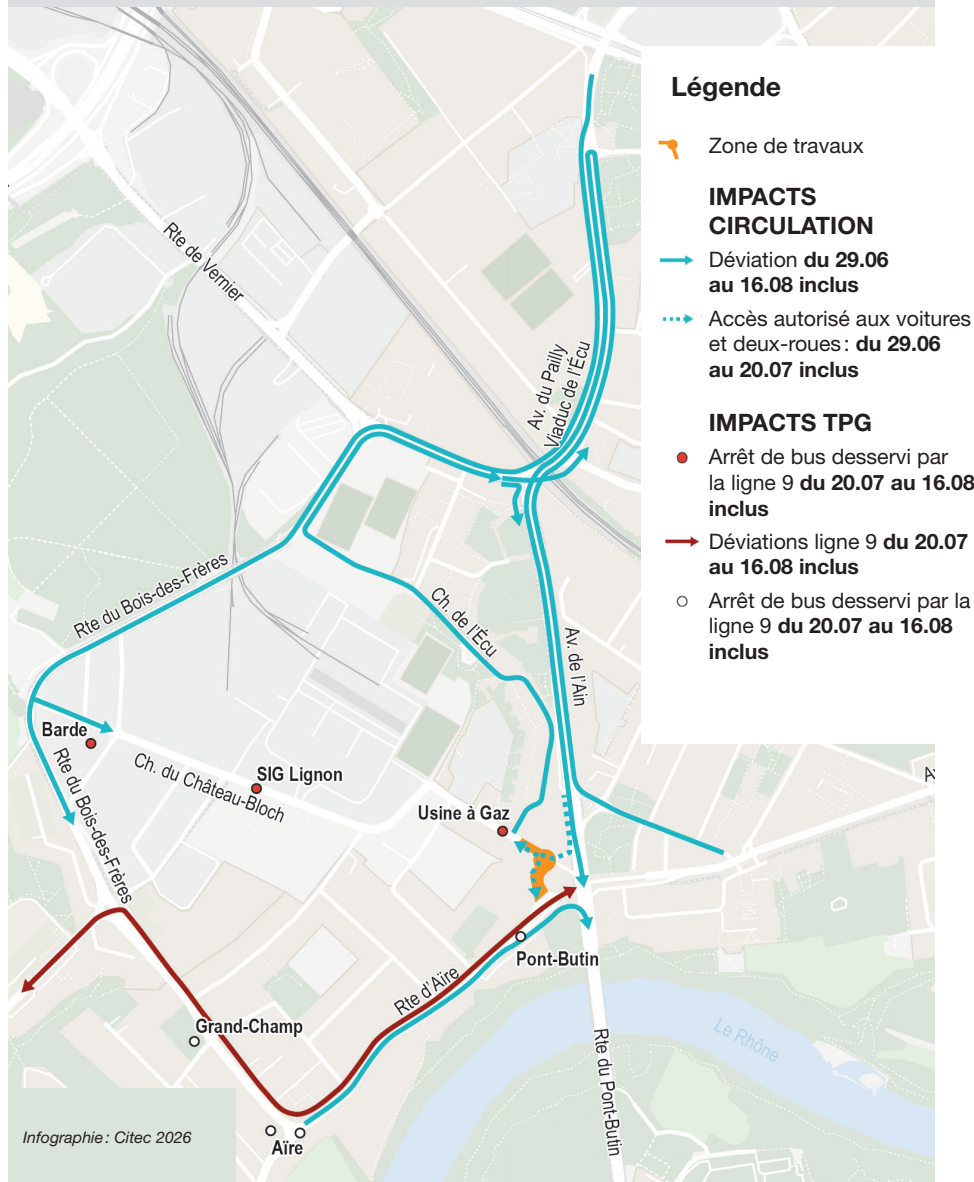 Légende
Zone de travaux
IMPACTS
CIRCULATION
Déviation du 29.06
au 16.08 inclus
Accès autorisé aux voitures
et deux-roues : du 29.06
au 20.07 inclus
IMPACTS TPG
Arrêt de bus desservi par
la ligne 9 du 20.07 au 16.08
inclus
Déviations ligne 9 du 20.07
au 16.08 inclus
Arrêt de bus desservi par la
ligne 9 du 20.07 au 16.08
inclus
Rte de Vernier
Av. du Pailly
Viaduc de l'Écu
Rte du Bois-des-Frères
Ch. de l'Écu
Av. de l'Ain
Barde
Rte du Bois-des-Frères
Ch. du Château-Bloch
SIG Lignon
Usine à Gaz
Pont-Butin
Rte d'Aïre
Grand-Champ
Le Rhône
Rte du Pont-Butin
Aïre
Infographie : Citec 2026